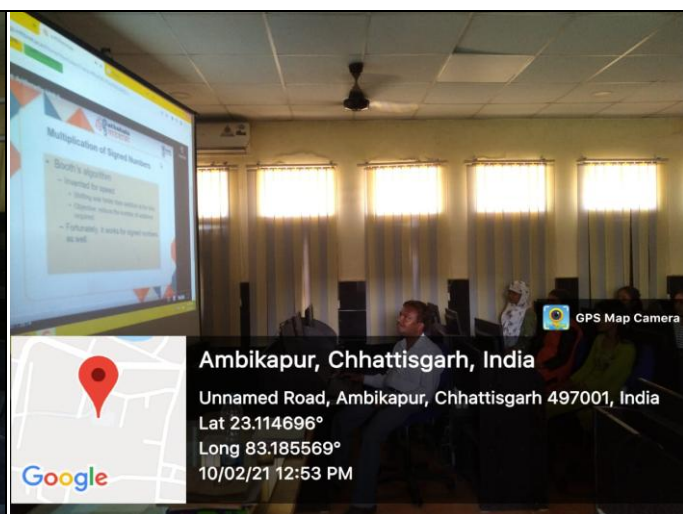 Multiplication of Signed Numbers
– Booth's algorithm
– Invented for speed
– Fortunately, it works for signed numbers
as well
GPS Map Camera
Ambikapur, Chhattisgarh, India
Unnamed Road, Ambikapur, Chhattisgarh 497001, India
Lat 23.114696°
Long 83.185569°
10/02/21 12:53 PM
Google